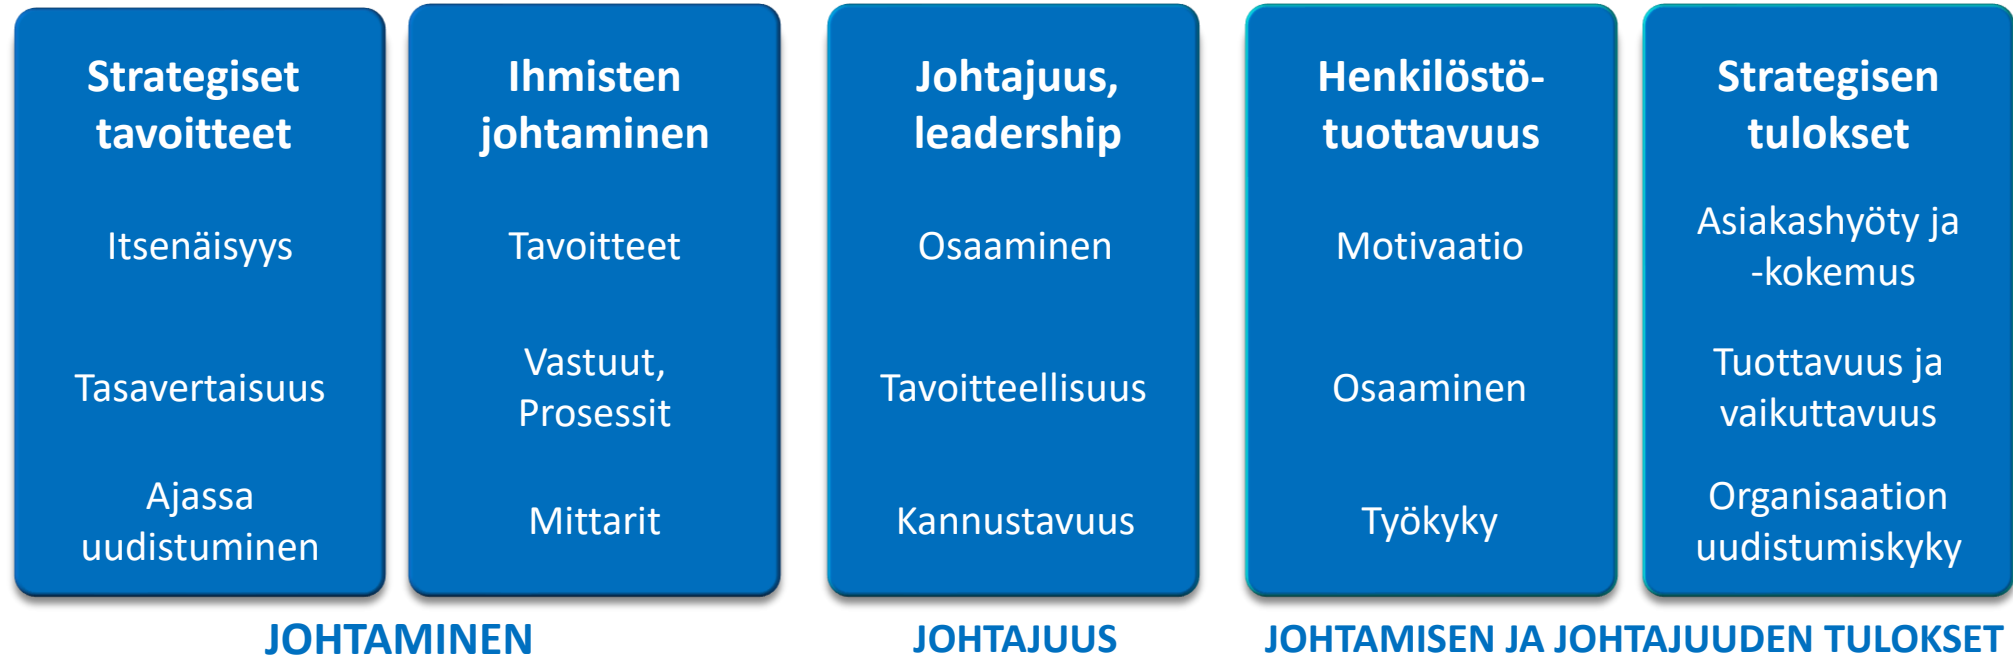 Strategiset
tavoitteet
Itsenäisyys
Tasavertaisuus
Ajassa
uudistuminen
Ihmisten
johtaminen
Tavoitteet
Vastuut,
Prosessit
Mittarit
JOHTAMINEN
Johtajuus,
leadership
Osaaminen
Tavoitteellisuus
Kannustavuus
JOHTAJUUS
Henkilöstö-
tuottavuus
Motivaatio
Osaaminen
Työkyky
Strategisen
tulokset
Asiakashyöty ja
-kokemus
Tuottavuus ja
vaikuttavuus
Organisaation
uudistumiskyky
JOHTAMISEN JA JOHTAJUUDEN TULOKSET